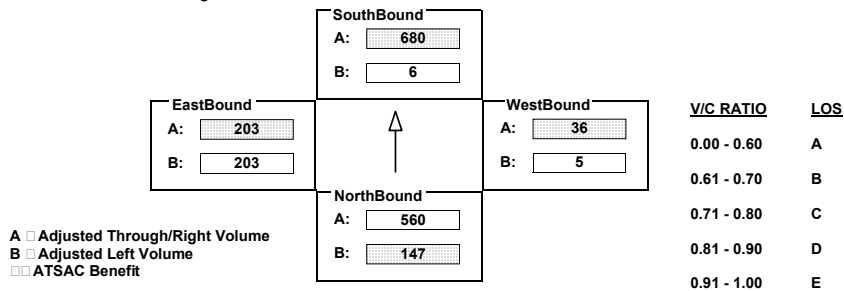 SouthBound
A: 680
B: 6
EastBound
A: 203
B: 203
WestBound
A: 36
B: 5
NorthBound
A: 560
B: 147
A □ Adjusted Through/Right Volume
B □ Adjusted Left Volume
□□ ATSAC Benefit
V/C RATIO LOS
0.00 - 0.60 A
0.61 - 0.70 B
0.71 - 0.80 C
0.81 - 0.90 D
0.91 - 1.00 E